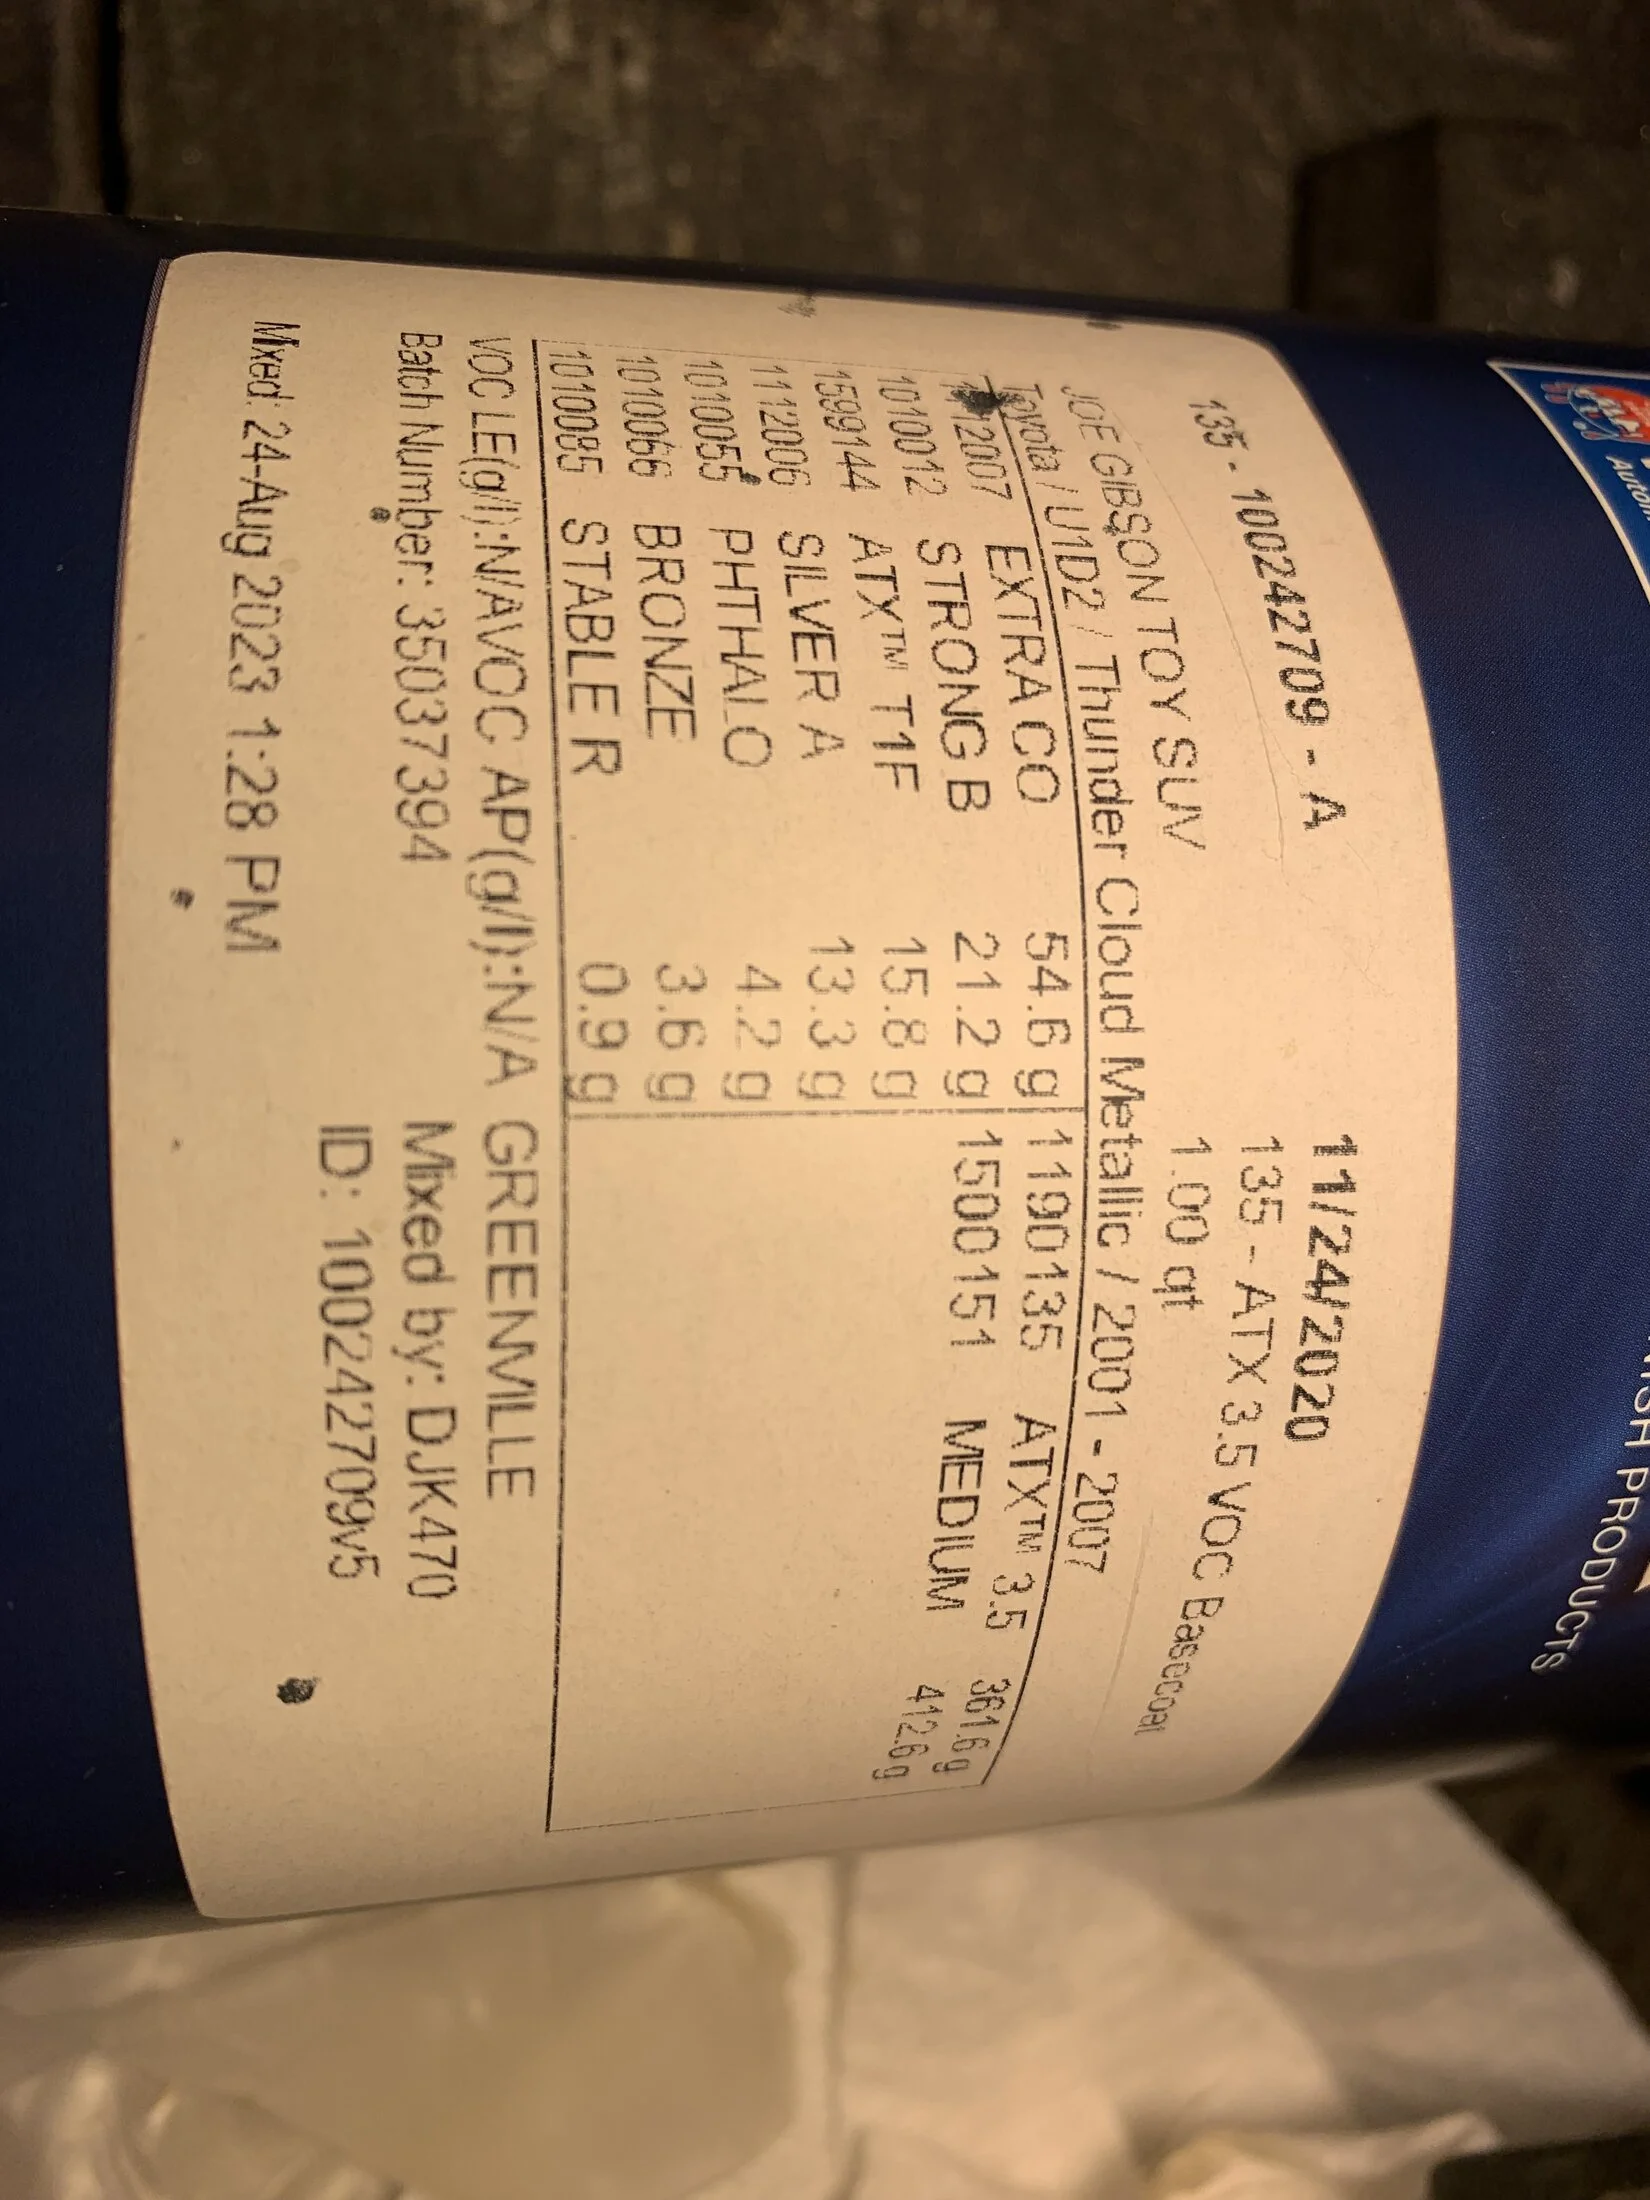 135 - 100242709 - A 11/24/2020
135 - ATX 3.5 VOC Basecoat
JOE GIBSON TOY SUV 1.00 qt
Toyota / U1D2 / Thunder Cloud Metallic / 2001 - 2007
12007 EXTRA CO 54.6 g 1190135 ATX™ 3.5 361.6 g
1010012 STRONG B 21.2 g 1500151 MEDIUM 412.6 g
1599144 ATX™ T1F 15.8 g
1112006 SILVER A 13.3 g
1010055 PHTHALO 4.2 g
1010066 BRONZE 3.6 g
1010085 STABLE R 0.9 g
VOC LE(g/l):N/AVOC AP(g/l):N/A GREENVILLE
Batch Number: 35037394 Mixed by: DJK470
ID: 100242709v5
Mixed: 24-Aug 2023 1:28 PM
PRODUCTS